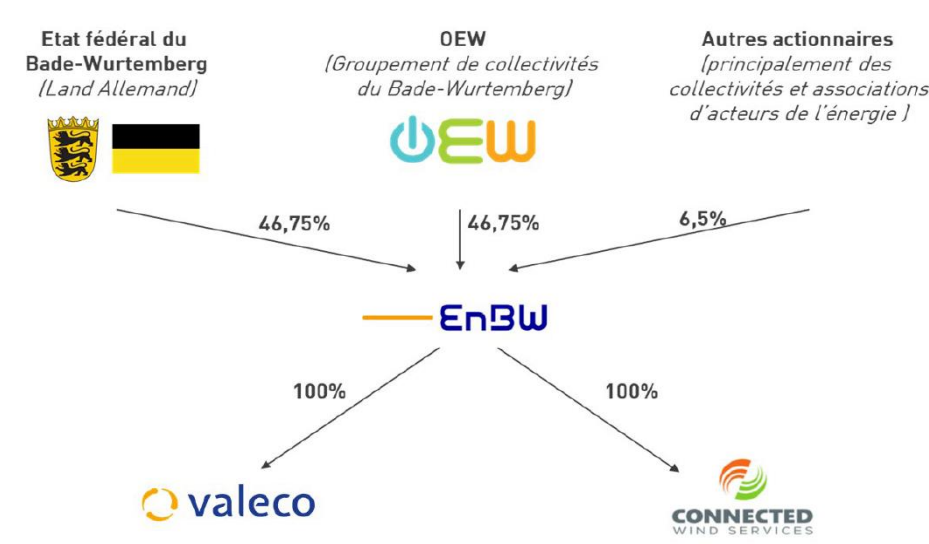 Etat fédéral du
Bade-Wurtemberg
(Land Allemand)
OEW
(Groupement de collectivités
du Bade-Wurtemberg)
Autres actionnaires
(principalement des
collectivités et associations
d'acteurs de l'énergie )
OEW
46,75%
46,75%
6,5%
EnBW
100%
100%
valeco
CONNECTED
WIND SERVICES